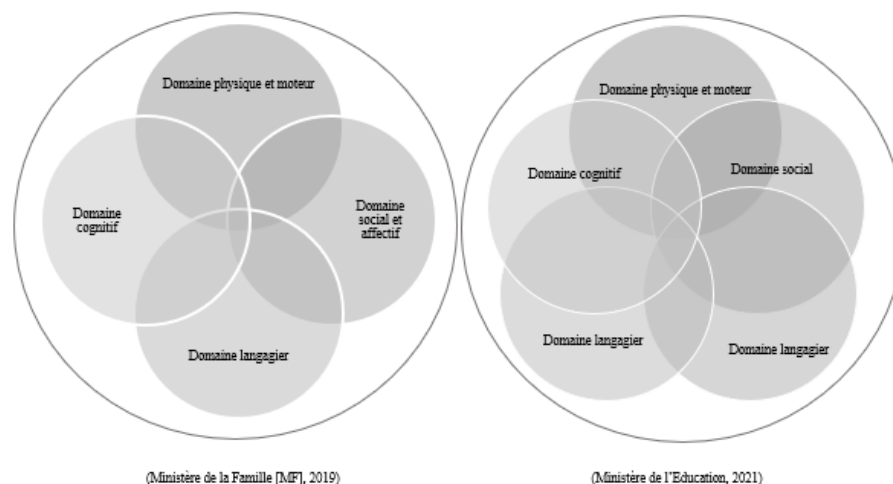 Domaine physique et moteur
Domaine
cognitif
Domaine
social et
affectif
Domaine langagier
(Ministère de la Famille [MF], 2019)
Domaine physique et moteur
Domaine cognitif
Domaine social
Domaine langagier
Domaine langagier
(Ministère de l'Education, 2021)